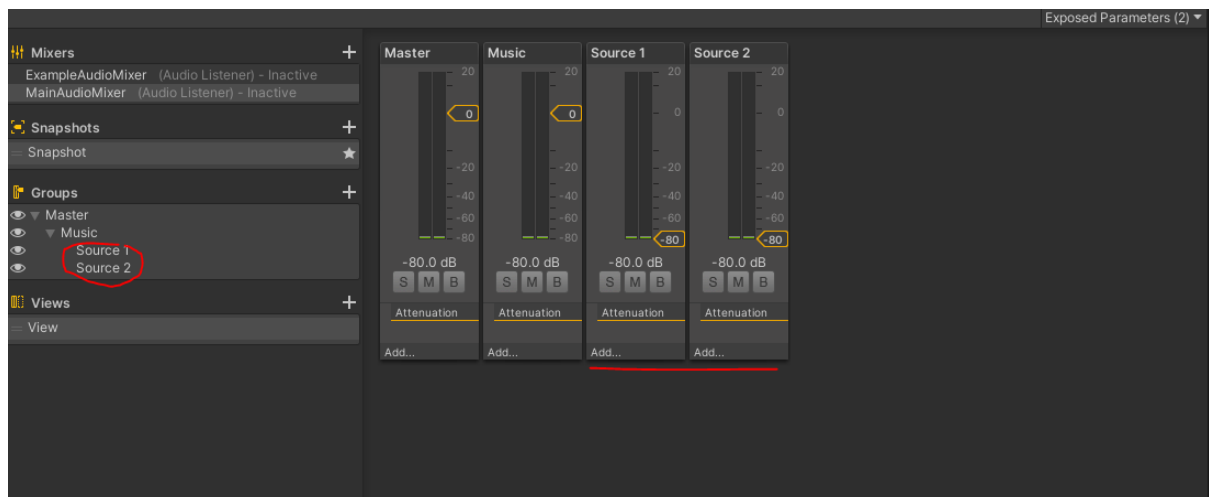 Exposed Parameters (2)
Mixers
ExampleAudioMixer (Audio Listener) - Inactive
MainAudioMixer (Audio Listener) - Inactive
Snapshots
Snapshot
Groups
Master
Music
Source 1
Source 2
Views
View
Master
20
0
-20
-40
-60
-80
-80.0 dB
S M B
Attenuation
Add...
Music
20
0
-20
-40
-60
-80
-80.0 dB
S M B
Attenuation
Add...
Source 1
20
0
-20
-40
-60
-80
-80.0 dB
S M B
Attenuation
Add...
Source 2
20
0
-20
-40
-60
-80
-80.0 dB
S M B
Attenuation
Add...